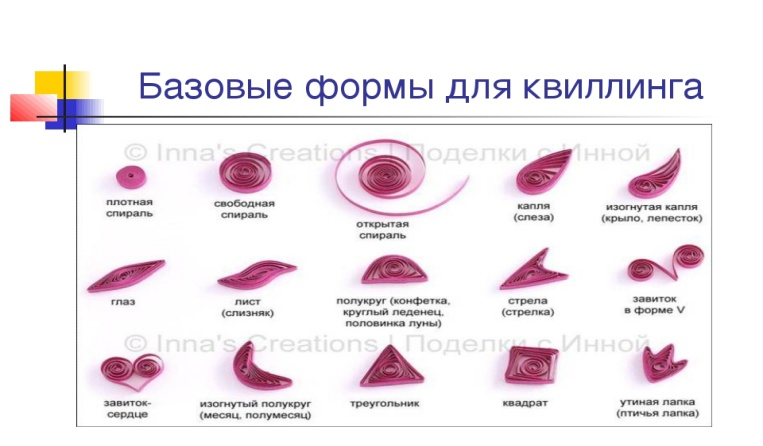 Базовые формы для квиллинга
© Inna's Creations | Поделки с Инной
плотная
спираль
свободная
спираль
открытая
спираль
капля
(слеза)
изогнутая капля
(крыло, лепесток)
глаз
лист
(слизняк)
полукруг (конфетка,
круглый леденец,
половинка луны)
стрела
(стрелка)
завиток
в форме V
© Inna's Creations | Поделки с Инной
завиток-
сердце
изогнутый полукруг
(месяц, полумесяц)
треугольник
квадрат
утиная лапка
(птичья лапка)